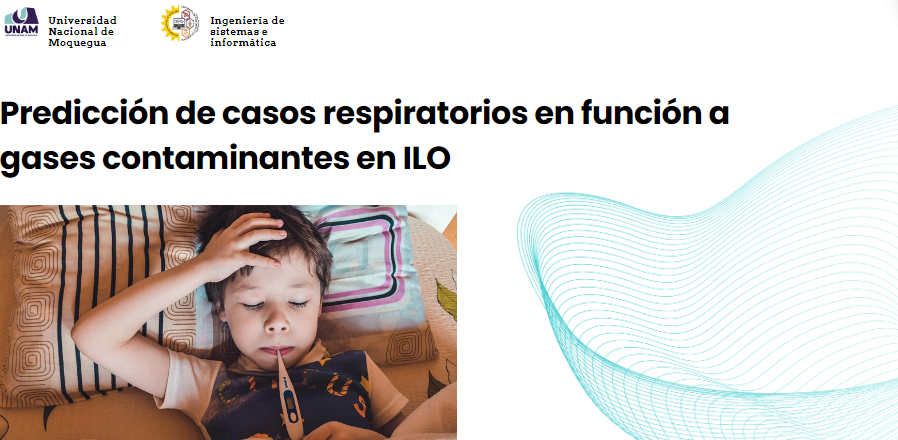 UNAM
Universidad
Nacional de
Moquegua
Ingeniería de
sistemas e
informática
Predicción de casos respiratorios en función a
gases contaminantes en ILO